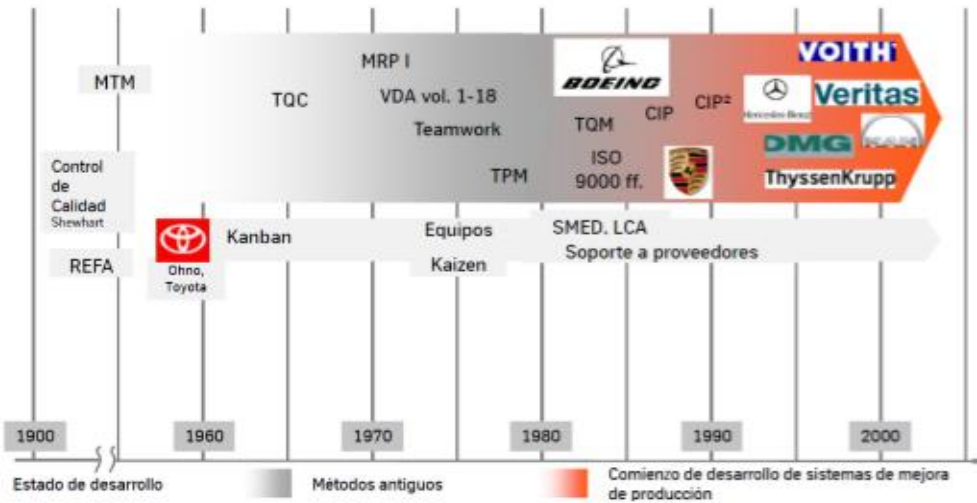 MTM
TQC
MRP I
VDA vol. 1-18
Teamwork
TPM
BOEING
TQM
CIP
CIP²
ISO
9000 ff.
VOITH
Mercedes-Benz
Veritas
DMG
MAN
ThyssenKrupp
Control
de
Calidad
Shewhart
REFA
Ohno,
Toyota
Kanban
Equipos
Kaizen
SMED. LCA
Soporte a proveedores
1900
1960
1970
1980
1990
2000
Estado de desarrollo
Métodos antiguos
Comienzo de desarrollo de sistemas de mejora
de producción